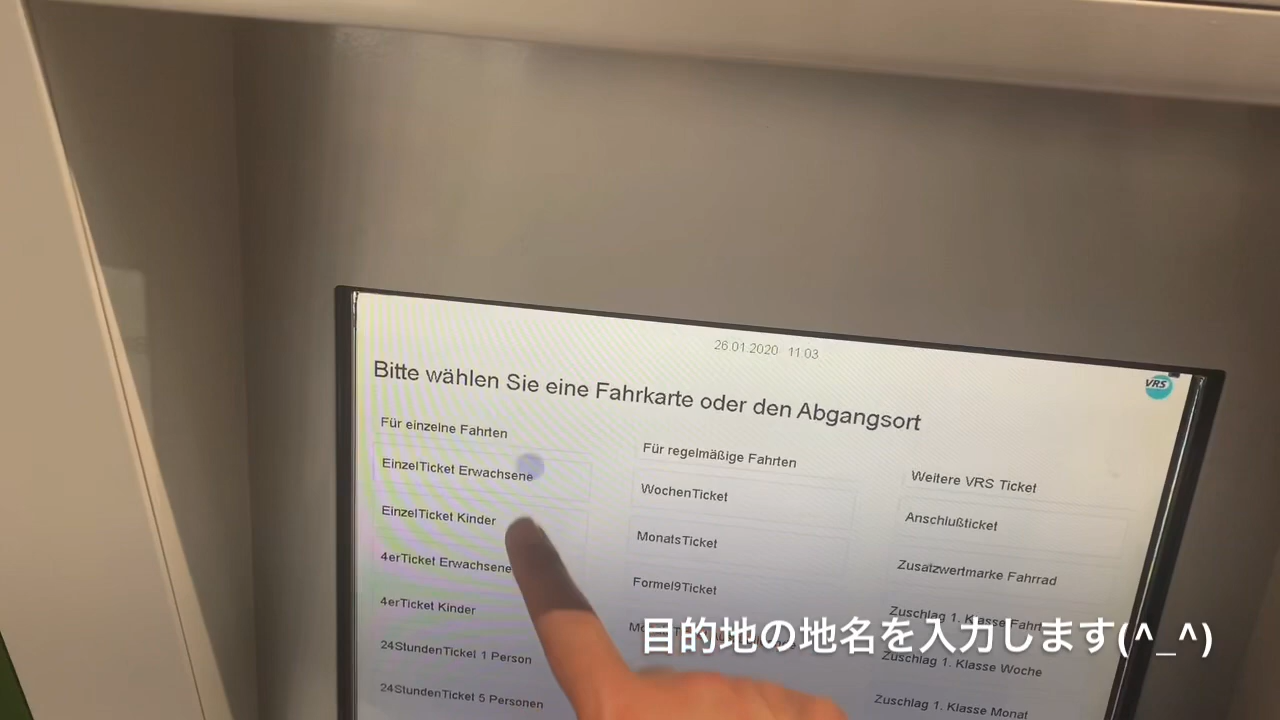 26.01.2020 11:03
VRS
Bitte wählen Sie eine Fahrkarte oder den Abgangsort
Für einzelne Fahrten
EinzelTicket Erwachsene
EinzelTicket Kinder
4erTicket Erwachsene
4erTicket Kinder
24StundenTicket 1 Person
24StundenTicket 5 Personen
Für regelmäßige Fahrten
WochenTicket
MonatsTicket
Formel9Ticket
Weitere VRS Ticket
Anschlußticket
Zusatzwertmarke Fahrrad
Zuschlag 1. Klasse Fahrt
Zuschlag 1. Klasse Woche
Zuschlag 1. Klasse Monat
目的地の地名を入力します(^_^)